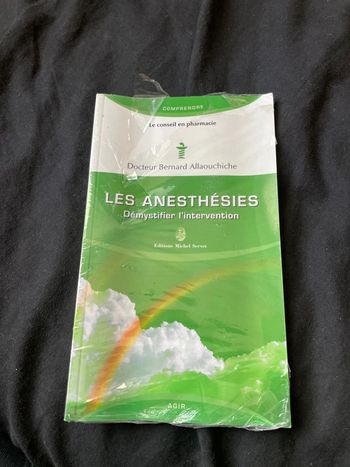 COMPRENDRE
Le conseil en pharmacie
Docteur Bernard Allaouchiche
LES ANESTHÉSIES
Démystifier l'intervention
Editions Michel Servet
AGIR